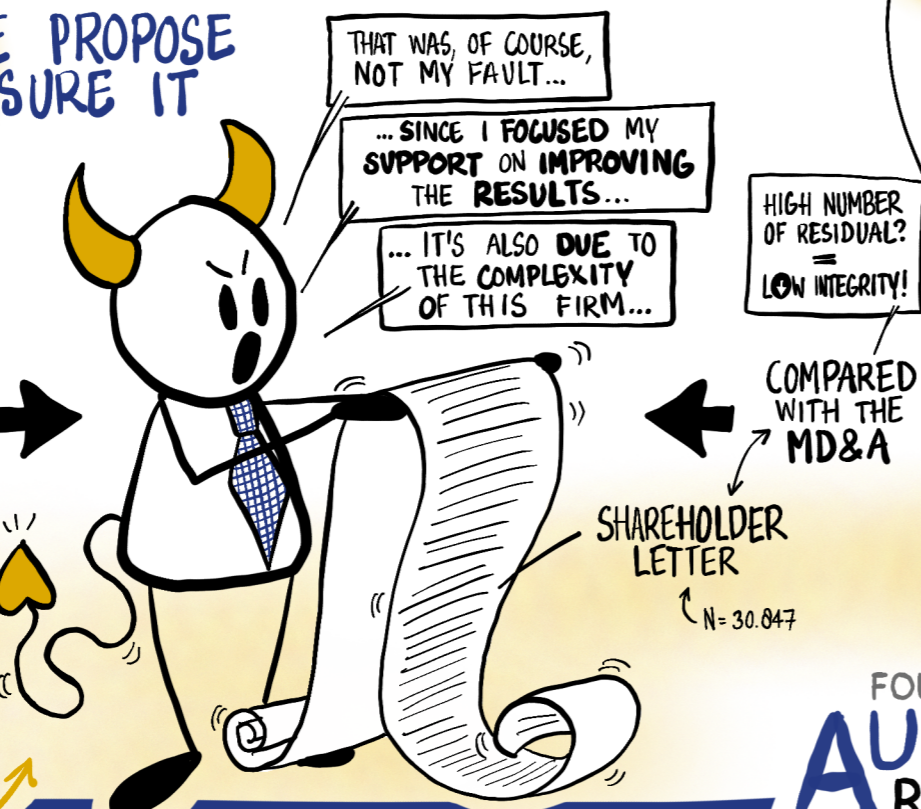 E PROPOSE
SURE IT
THAT WAS, OF COURSE,
NOT MY FAULT...
... SINCE I FOCUSED MY
SUPPORT ON IMPROVING
THE RESULTS...
... IT'S ALSO DUE TO
THE COMPLEXITY
OF THIS FIRM...
HIGH NUMBER
OF RESIDUAL?
=
LOW INTEGRITY!
COMPARED
WITH THE
MD&A
SHAREHOLDER
LETTER
N= 30.847
FOU
AU
R